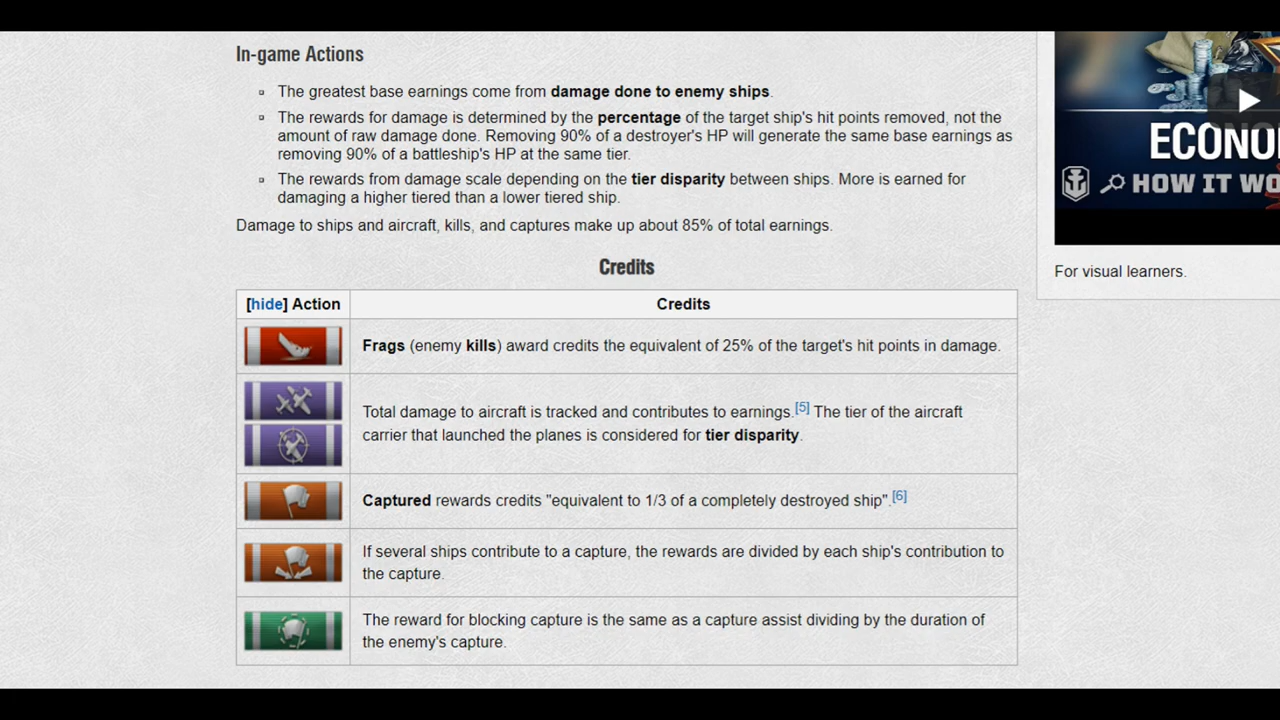 In-game Actions
The greatest base earnings come from damage done to enemy ships.
The rewards for damage is determined by the percentage of the target ship's hit points removed, not the
amount of raw damage done. Removing 90% of a destroyer's HP will generate the same base earnings as
removing 90% of a battleship's HP at the same tier.
The rewards from damage scale depending on the tier disparity between ships. More is earned for
damaging a higher tiered than a lower tiered ship.
Damage to ships and aircraft, kills, and captures make up about 85% of total earnings.
Credits
[hide] Action Credits
Frags (enemy kills) award credits the equivalent of 25% of the target's hit points in damage.
Total damage to aircraft is tracked and contributes to earnings.[5] The tier of the aircraft
carrier that launched the planes is considered for tier disparity.
Captured rewards credits "equivalent to 1/3 of a completely destroyed ship".[6]
If several ships contribute to a capture, the rewards are divided by each ship's contribution to
the capture.
The reward for blocking capture is the same as a capture assist dividing by the duration of
the enemy's capture.
ECONO
HOW IT WO
For visual learners.